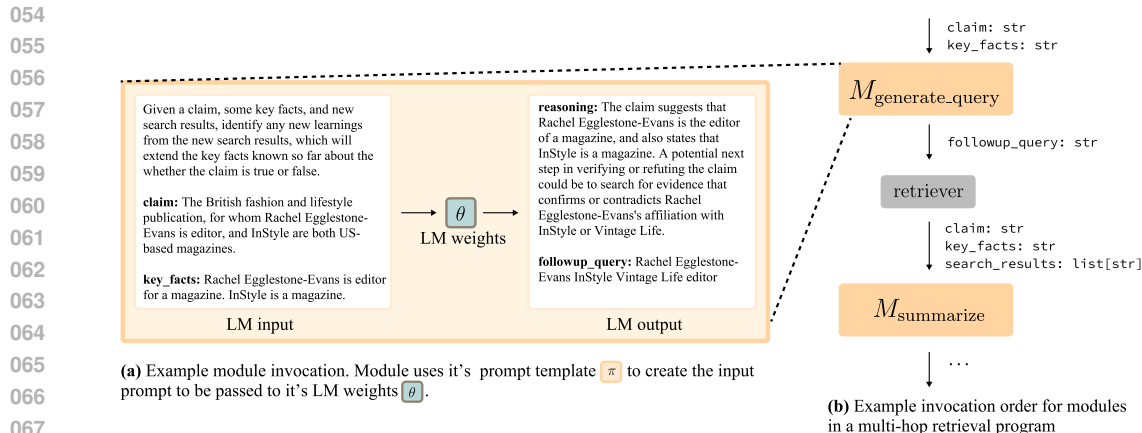 054
055
056
057
058
059
060
061
062
063
064
065
066
067
Given a claim, some key facts, and new
search results, identify any new learnings
from the new search results, which will
extend the key facts known so far about the
whether the claim is true or false.
claim: The British fashion and lifestyle
publication, for whom Rachel Egglestone-
Evans is editor, and InStyle are both US-
based magazines.
key_facts: Rachel Egglestone-Evans is editor
for a magazine. InStyle is a magazine.
LM input
θ
LM weights
reasoning: The claim suggests that
Rachel Egglestone-Evans is the editor
of a magazine, and also states that
InStyle is a magazine. A potential next
step in verifying or refuting the claim
could be to search for evidence that
confirms or contradicts Rachel
Egglestone-Evans's affiliation with
InStyle or Vintage Life.
followup_query: Rachel Egglestone-
Evans InStyle Vintage Life editor
LM output
(a) Example module invocation. Module uses it's prompt template π to create the input
prompt to be passed to it's LM weights θ .
claim: str
key_facts: str
Mgenerate_query
followup_query: str
retriever
claim: str
key_facts: str
search_results: list[str]
Msummarize
...
(b) Example invocation order for modules
in a multi-hop retrieval program